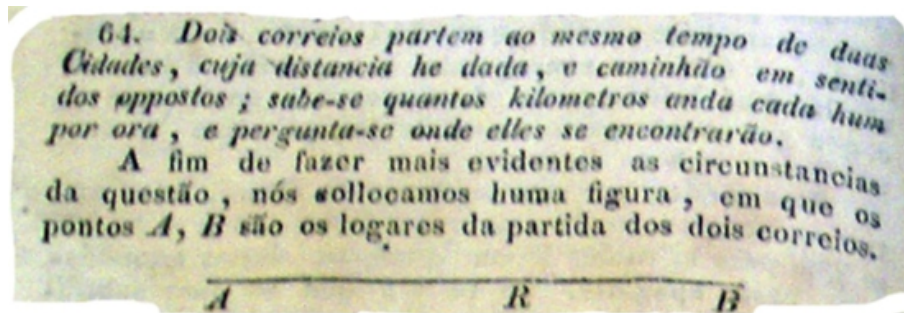 64. Dois correios partem ao mesmo tempo de duas
Cidades, cuja distancia he dada, e caminhão em senti-
dos oppostos; sabe-se quantos kilometros anda cada hum
por ora, e pergunta-se onde elles se encontrarão.
A fim de fazer mais evidentes as circunstancias
da questão, nós collocamos huma figura, em que os
pontos A, B são os logares da partida dos dois correios.
A R B